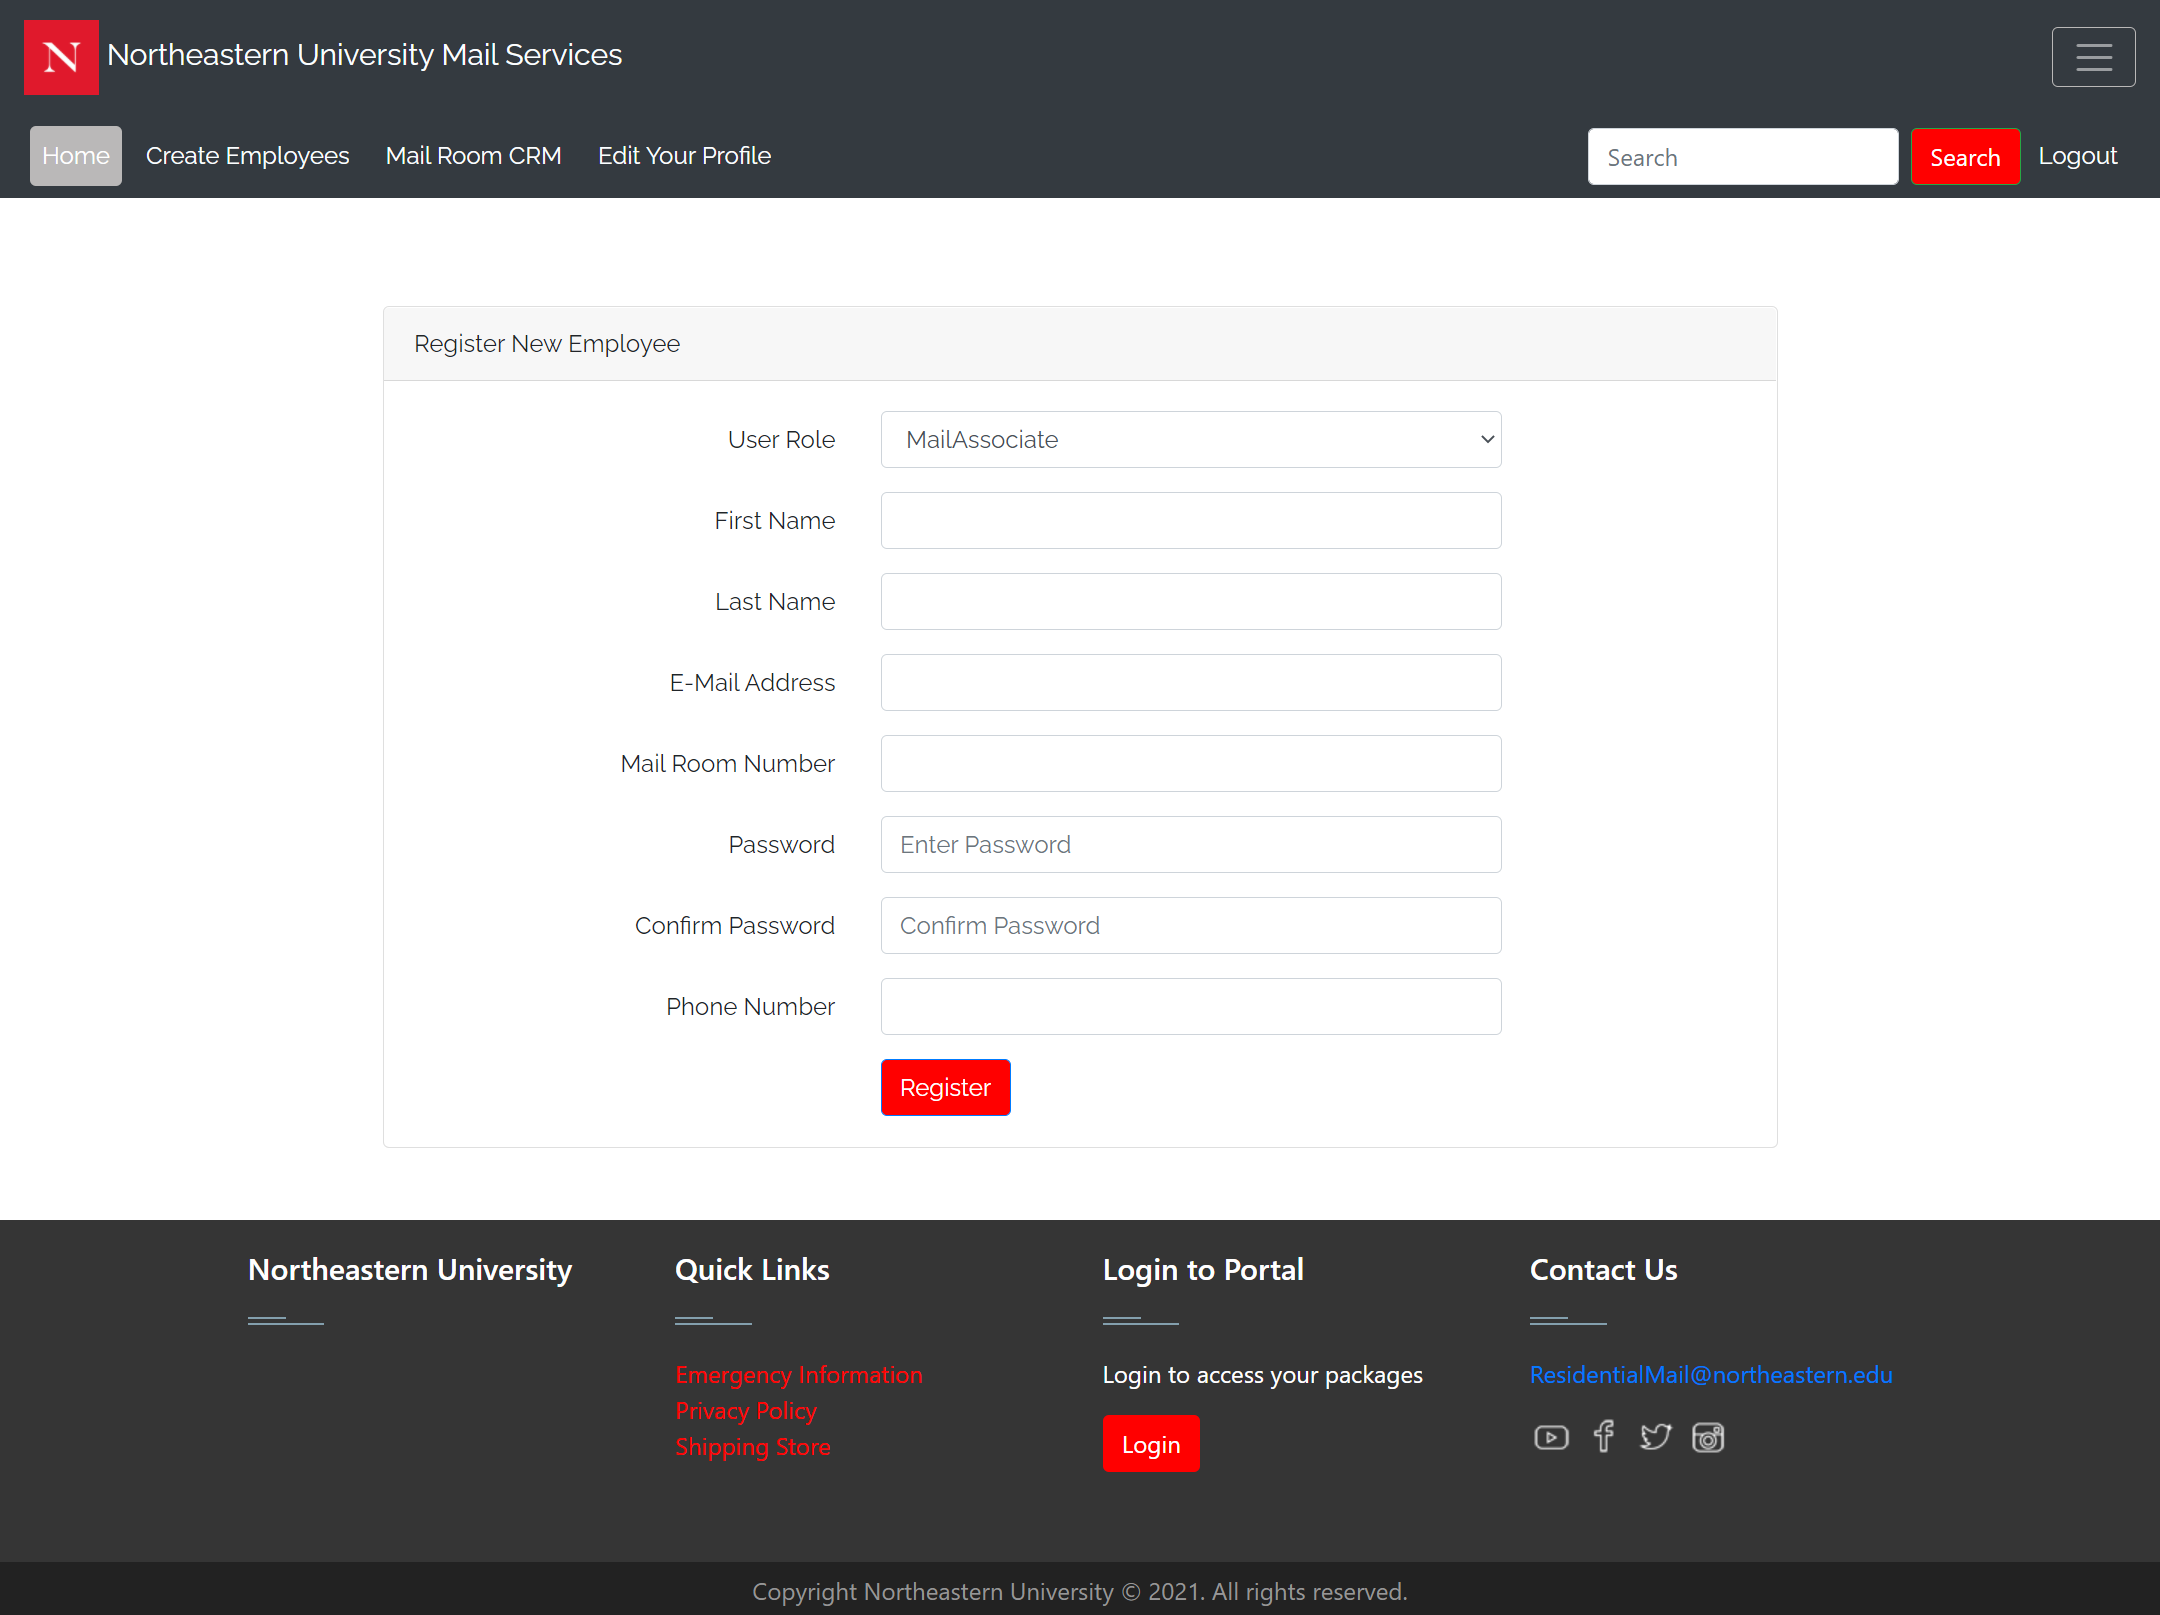 N Northeastern University Mail Services
Home Create Employees Mail Room CRM Edit Your Profile Search Search Logout
Register New Employee
User Role MailAssociate
First Name
Last Name
E-Mail Address
Mail Room Number
Password Enter Password
Confirm Password Confirm Password
Phone Number
Register
Northeastern University Quick Links Login to Portal Contact Us
Emergency Information Login to access your packages ResidentialMail@northeastern.edu
Privacy Policy
Shipping Store Login
Copyright Northeastern University © 2021. All rights reserved.